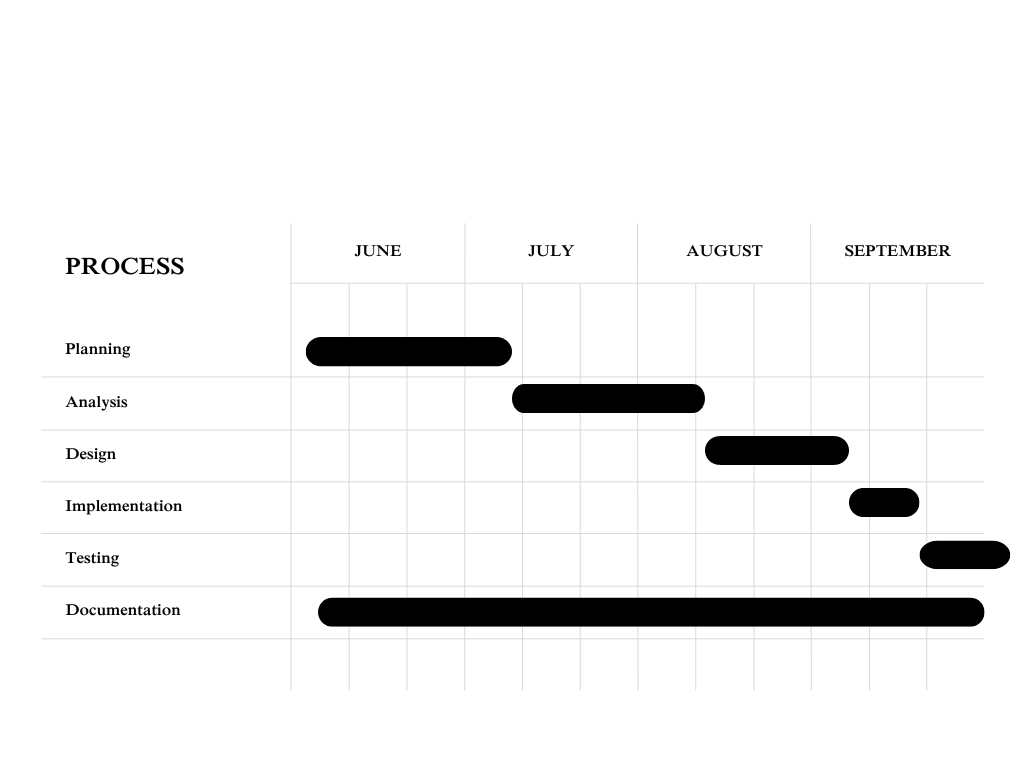 PROCESS
JUNE
JULY
AUGUST
SEPTEMBER
Planning
Analysis
Design
Implementation
Testing
Documentation